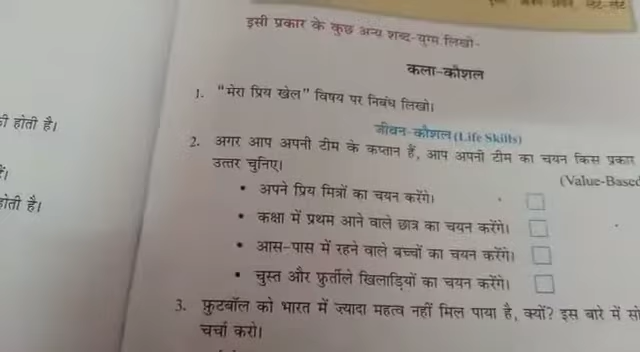 इसी प्रकार के कुछ अन्य शब्द-युग्म लिखो-
कला-कौशल
1. "मेरा प्रिय खेल" विषय पर निबंध लिखो।
जीवन-कौशल (Life Skills)
ी होती है।
2. अगर आप अपनी टीम के कप्तान हैं, आप अपनी टीम का चयन किस प्रकार
उत्तर चुनिए।
(Value-Based
होती है।
• अपने प्रिय मित्रों का चयन करेंगे।
• कक्षा में प्रथम आने वाले छात्र का चयन करेंगे।
• आस-पास में रहने वाले बच्चों का चयन करेंगे।
• चुस्त और फुर्तीले खिलाड़ियों का चयन करेंगे।
3. फ़ुटबॉल को भारत में ज़्यादा महत्व नहीं मिल पाया है, क्यों? इस बारे में सो
चर्चा करो।